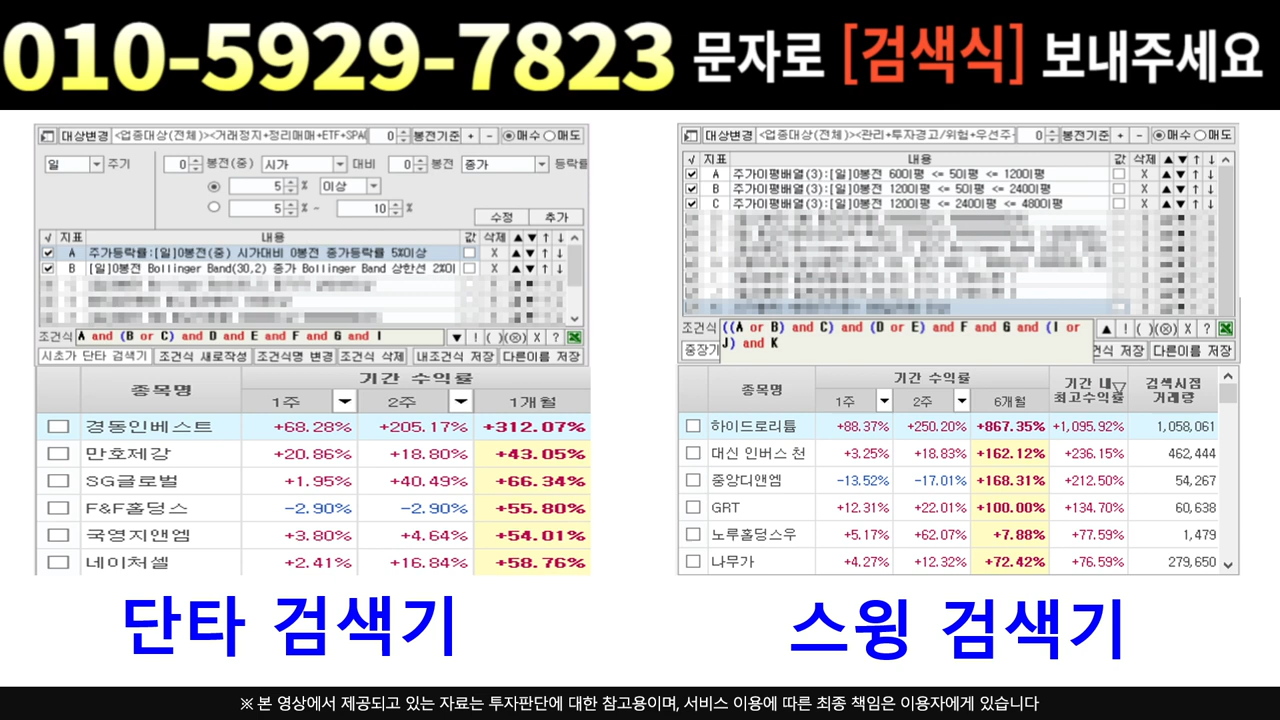 010-5929-7823 문자로 [검색식] 보내주세요
대상변경 <업종대상(전체)><거래정지+정리매매+ETF+SPA 0 봉전기준 + - 매수 매도
일 주기 0 봉전(중) 시가 대비 0 봉전 종가 등락률
5 % 이상
5 % - 10 %
수정 추가
√ 지표 내용 값 삭제 ▲ ▼ ↑ ↓
A 주가등락률:[일]0봉전(중) 시가대비 0봉전 종가등락률 5%이상 X ▲ ▼ ↑ ↓
B [일]0봉전 Bollinger Band(30,2) 종가 Bollinger Band 상한선 2%이 X ▲ ▼ ↑ ↓
조건식 A and (B or C) and D and E and F and G and I ▼ ! ( ) (⊗) X ?
시초가 단타 검색기 조건식 새로작성 조건식명 변경 조건식 삭제 내조건식 저장 다른이름 저장
종목명 기간 수익률
1주 ▼ 2주 ▼ 1개월
경동인베스트 +68.28% +205.17% +312.07%
만호제강 +20.86% +18.80% +43.05%
SG글로벌 +1.95% +40.49% +66.34%
F&F홀딩스 -2.90% -2.90% +55.80%
국영지앤엠 +3.80% +4.64% +54.01%
네이처셀 +2.41% +16.84% +58.76%
단타 검색기
대상변경 <업종대상(전체)><관리+투자경고/위험+우선주+ 0 봉전기준 + - 매수 매도
√ 지표 내용 값 삭제 ▲ ▼ ↑ ↓
A 주가이평배열(3):[일]0봉전 60이평 <= 5이평 <= 120이평 X ▲ ▼ ↑ ↓
B 주가이평배열(3):[일]0봉전 120이평 <= 5이평 <= 240이평 X ▲ ▼ ↑ ↓
C 주가이평배열(3):[일]0봉전 120이평 <= 240이평 <= 480이평 X ▲ ▼ ↑ ↓
조건식 ((A or B) and C) and (D or E) and F and G and (I or ▲ ! ( ) (⊗) X ?
J) and K
중장기 건식 저장 다른이름 저장
종목명 기간 수익률 기간 내▽ 최고수익률 검색시점 거래량
1주 ▼ 2주 ▼ 6개월
하이드로리튬 +88.37% +250.20% +867.35% +1,095.92% 1,058,061
대신 인버스 천 +3.25% +18.83% +162.12% +236.15% 462,444
중앙디앤엠 -13.52% -17.01% +168.31% +212.50% 54,267
GRT +12.31% +22.01% +100.00% +134.70% 60,638
노루홀딩스우 +5.17% +62.07% +7.88% +77.59% 1,479
나무가 +4.27% +12.32% +72.42% +76.59% 279,650
스윙 검색기
※ 본 영상에서 제공되고 있는 자료는 투자판단에 대한 참고용이며, 서비스 이용에 따른 최종 책임은 이용자에게 있습니다